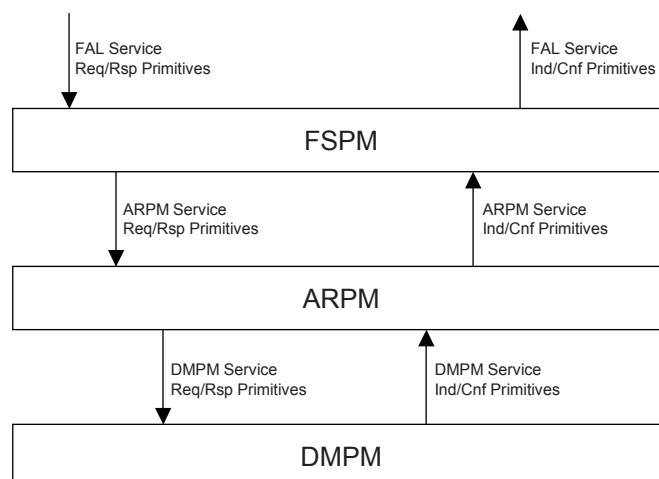 FAL Service
Req/Rsp Primitives
FAL Service
Ind/Cnf Primitives
FSPM
ARPM Service
Req/Rsp Primitives
ARPM Service
Ind/Cnf Primitives
ARPM
DMPM Service
Req/Rsp Primitives
DMPM Service
Ind/Cnf Primitives
DMPM